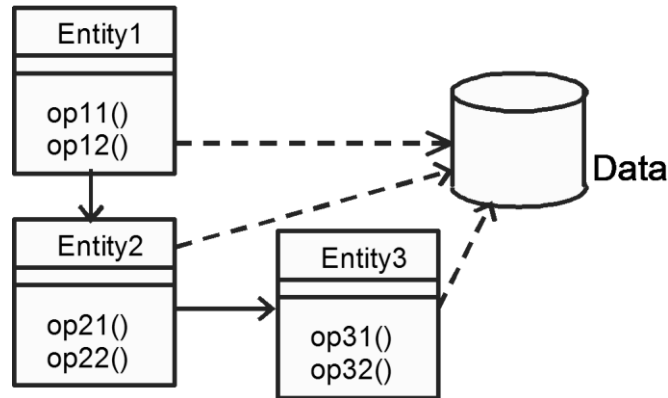 Entity1
op11()
op12()
Data
Entity2
op21()
op22()
Entity3
op31()
op32()